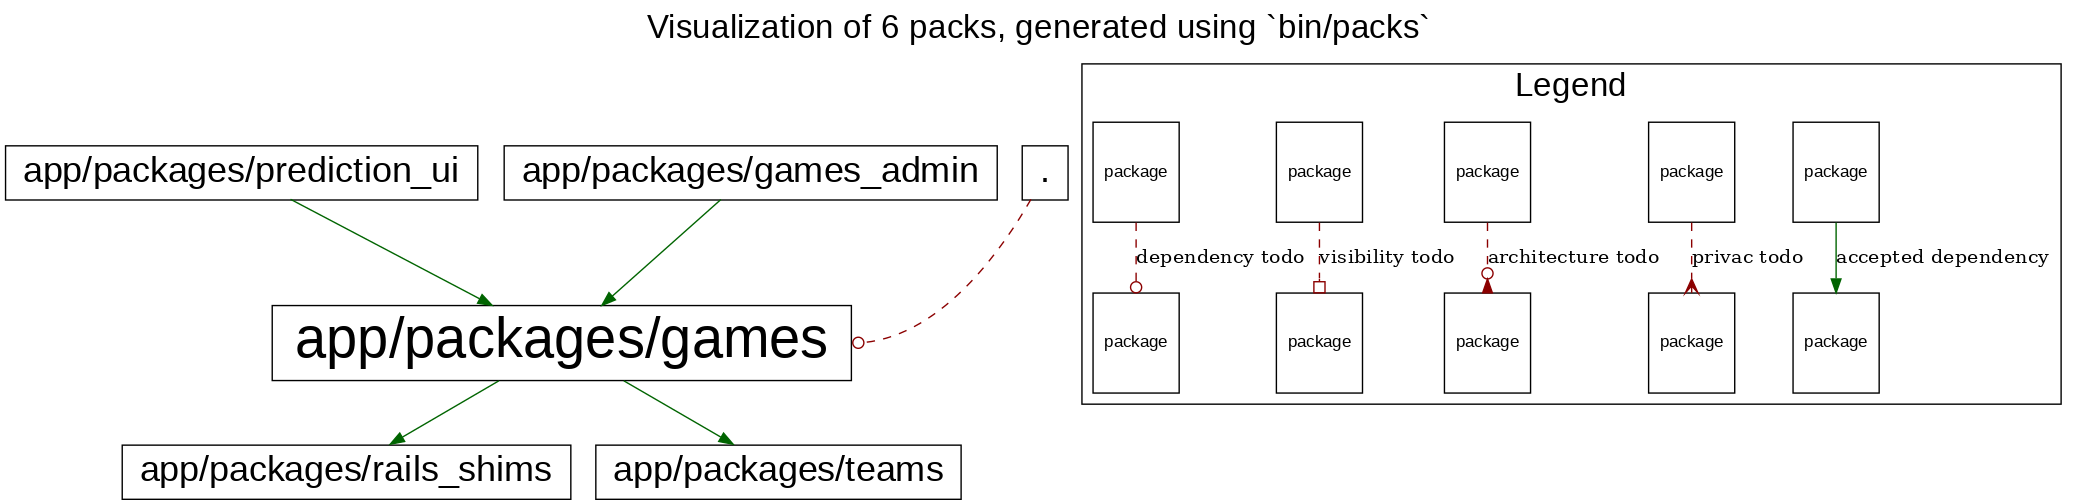 Visualization of 6 packs, generated using `bin/packs`
Legend
app/packages/prediction_ui
app/packages/games_admin
.
package
package
package
package
package
dependency todo
visibility todo
architecture todo
privac todo
accepted dependency
app/packages/games
package
package
package
package
package
app/packages/rails_shims
app/packages/teams